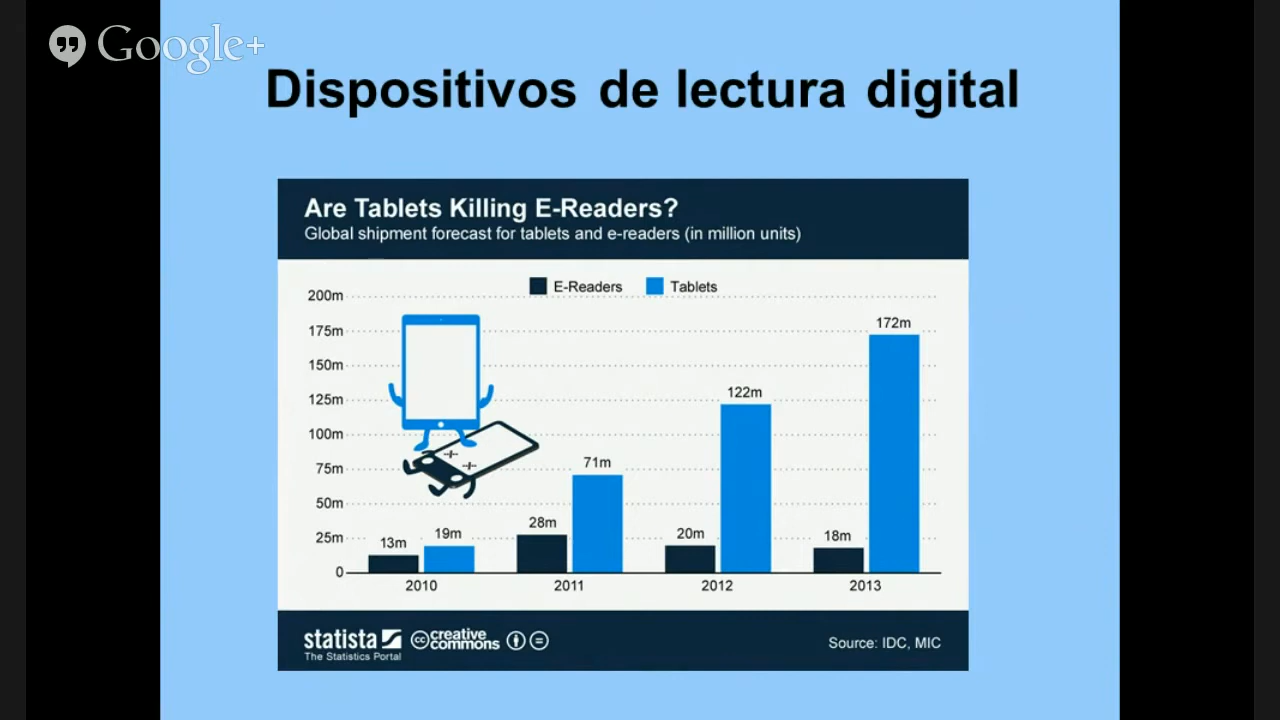 Google+
Dispositivos de lectura digital
Are Tablets Killing E-Readers?
Global shipment forecast for tablets and e-readers (in million units)
E-Readers Tablets
200m
175m
150m
125m
100m
75m
50m
25m
0
13m 19m 28m 71m 20m 122m 18m 172m
2010 2011 2012 2013
statista
The Statistics Portal
cc creative commons
Source: IDC, MIC